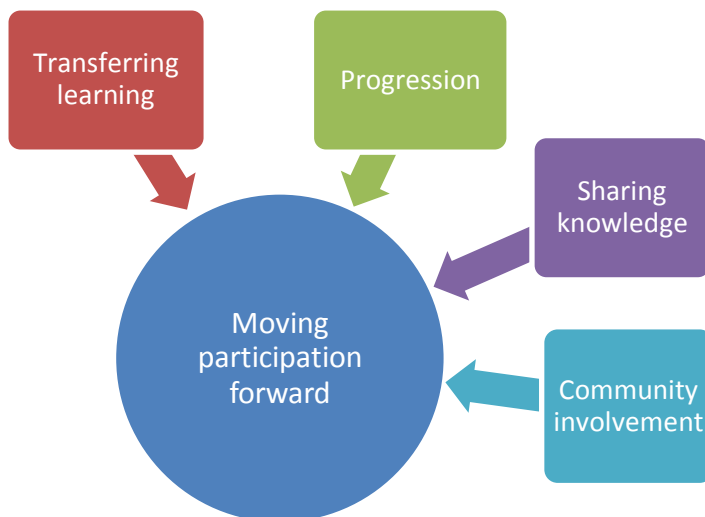 Transferring
learning
Progression
Sharing
knowledge
Moving
participation
forward
Community
involvement